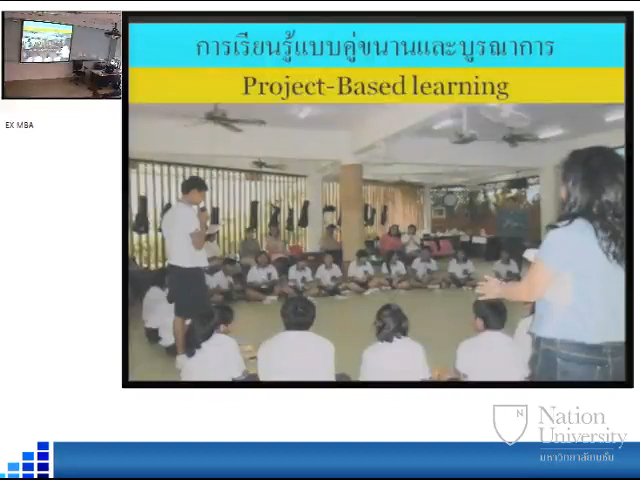 EX MBA
การเรียนรู้แบบคู่ขนานและบูรณาการ
Project-Based learning
N
Nation
University
มหาวิทยาลัยเนชั่น